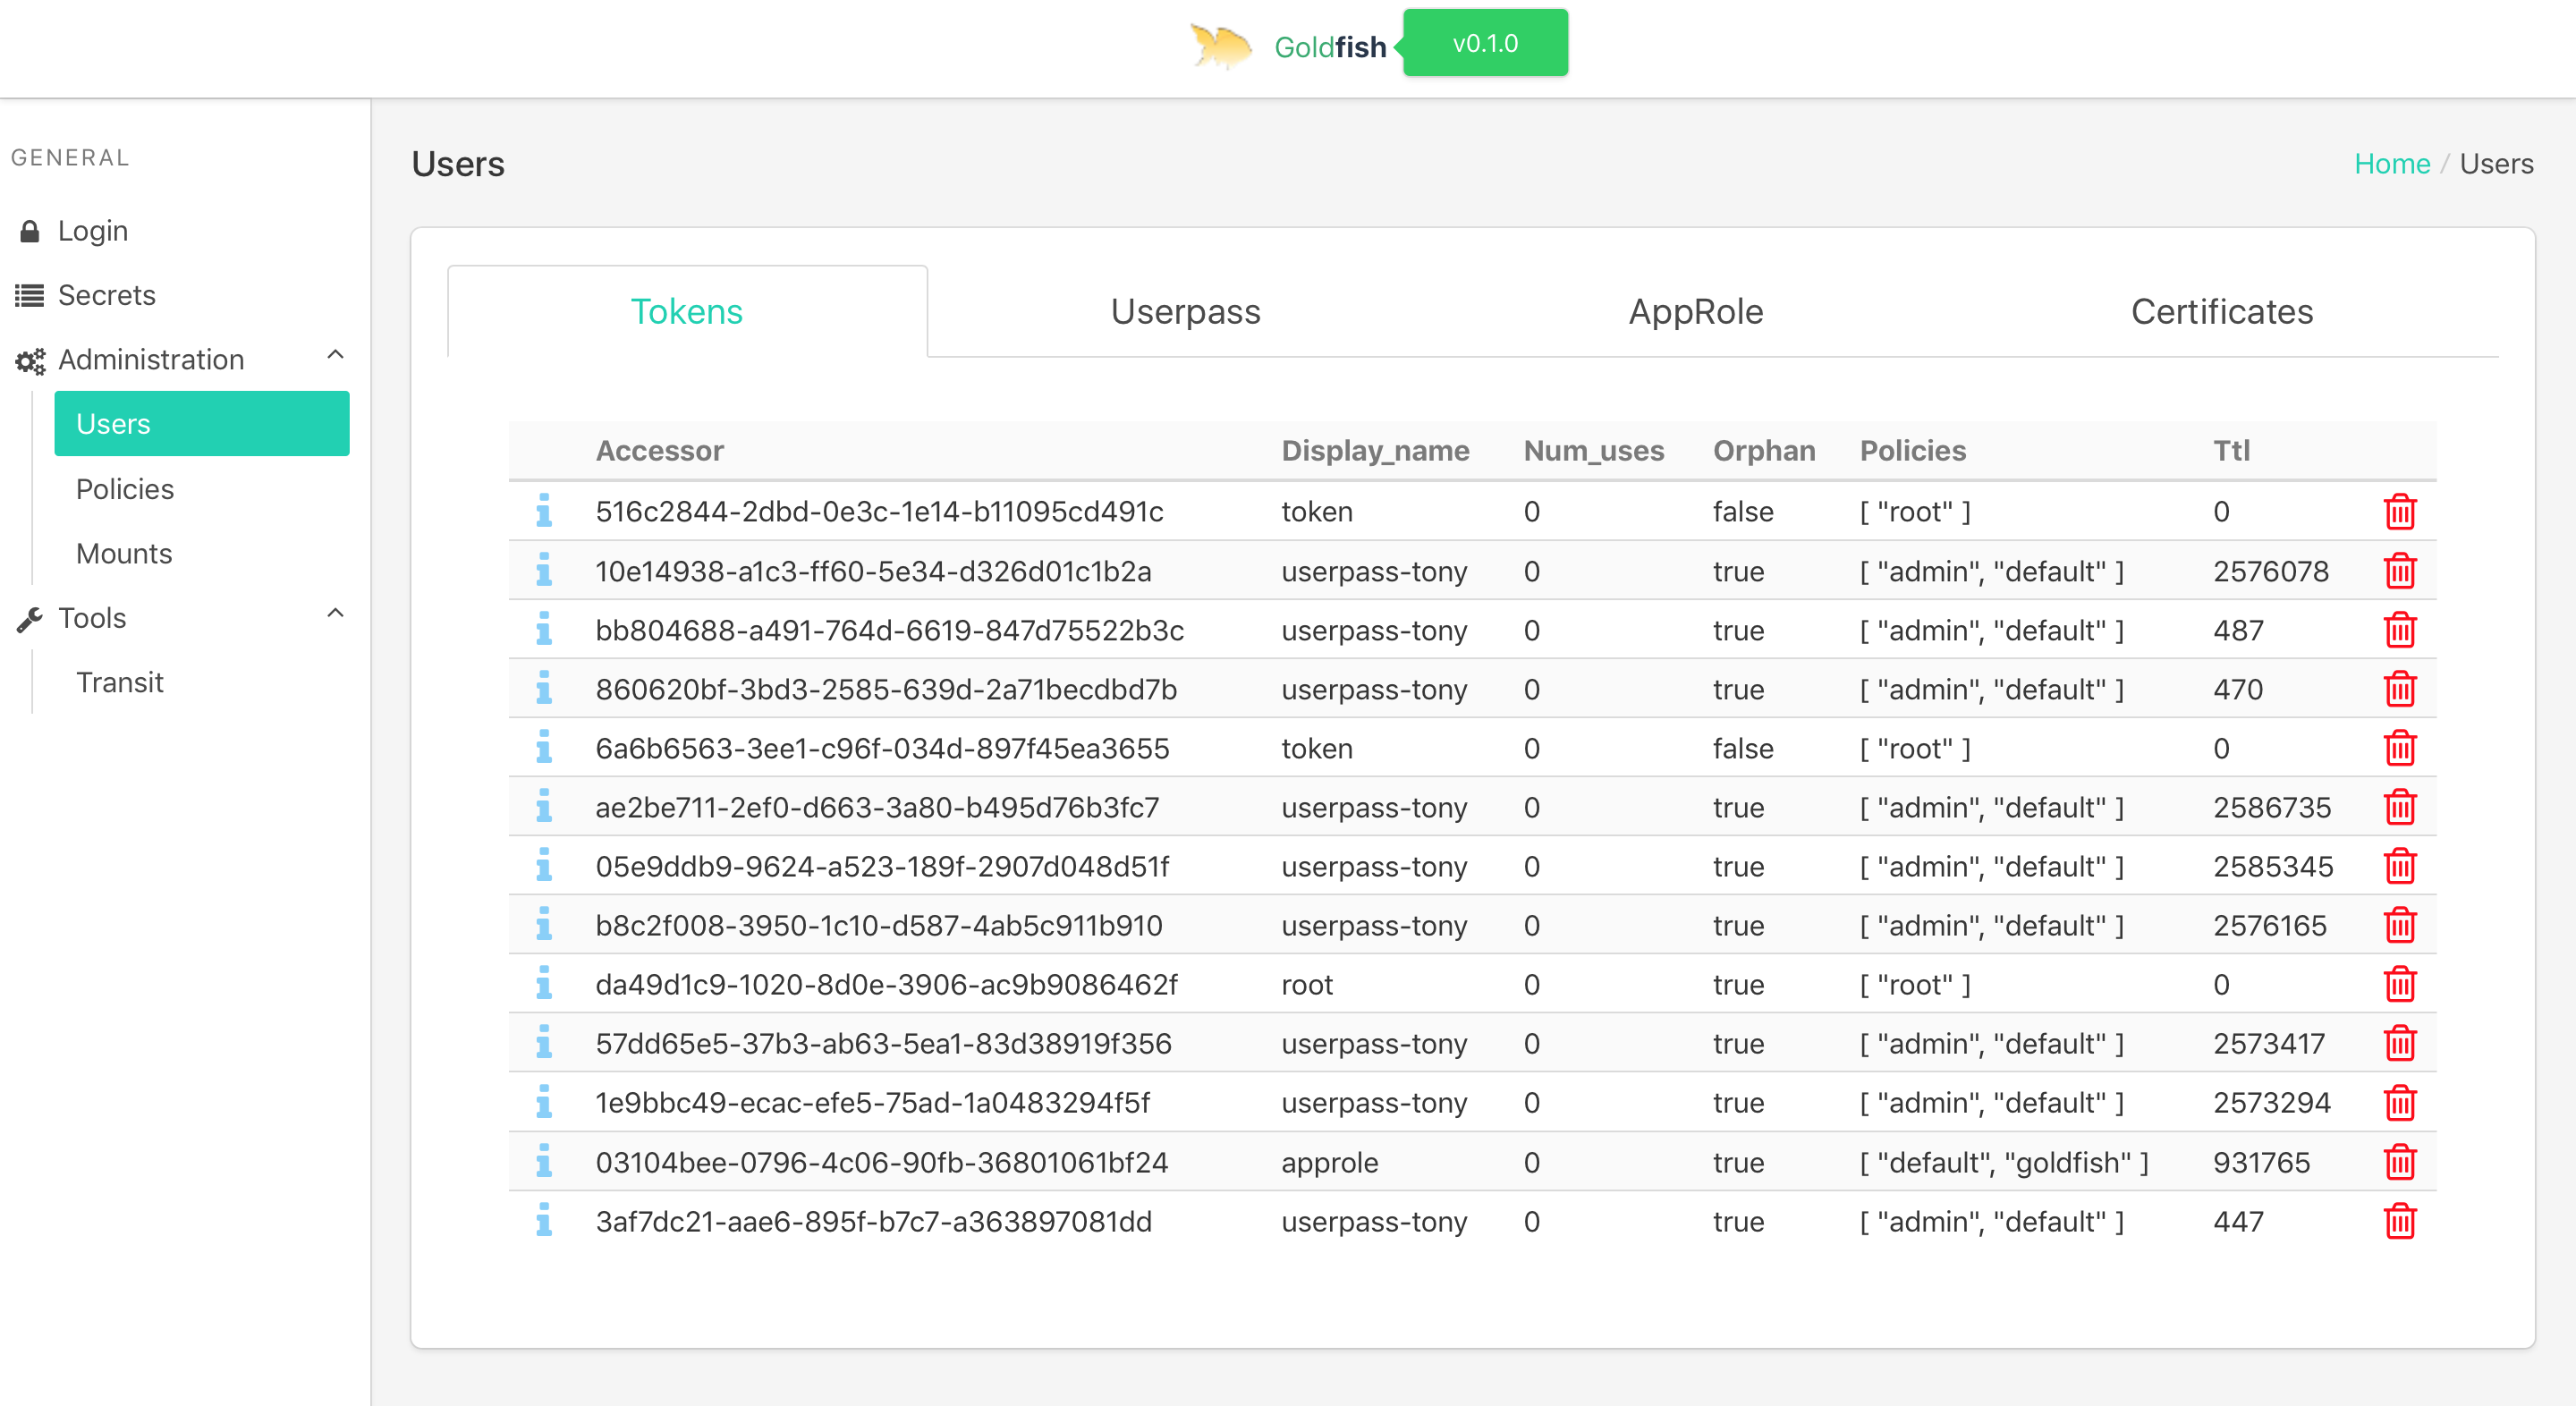 Goldfish v0.1.0
GENERAL
Login
Secrets
Administration
Users
Policies
Mounts
Tools
Transit
Users
Home / Users
Tokens Userpass AppRole Certificates
Accessor Display_name Num_uses Orphan Policies Ttl
516c2844-2dbd-0e3c-1e14-b11095cd491c token 0 false [ "root" ] 0
10e14938-a1c3-ff60-5e34-d326d01c1b2a userpass-tony 0 true [ "admin", "default" ] 2576078
bb804688-a491-764d-6619-847d75522b3c userpass-tony 0 true [ "admin", "default" ] 487
860620bf-3bd3-2585-639d-2a71becdbd7b userpass-tony 0 true [ "admin", "default" ] 470
6a6b6563-3ee1-c96f-034d-897f45ea3655 token 0 false [ "root" ] 0
ae2be711-2ef0-d663-3a80-b495d76b3fc7 userpass-tony 0 true [ "admin", "default" ] 2586735
05e9ddb9-9624-a523-189f-2907d048d51f userpass-tony 0 true [ "admin", "default" ] 2585345
b8c2f008-3950-1c10-d587-4ab5c911b910 userpass-tony 0 true [ "admin", "default" ] 2576165
da49d1c9-1020-8d0e-3906-ac9b9086462f root 0 true [ "root" ] 0
57dd65e5-37b3-ab63-5ea1-83d38919f356 userpass-tony 0 true [ "admin", "default" ] 2573417
1e9bbc49-ecac-efe5-75ad-1a0483294f5f userpass-tony 0 true [ "admin", "default" ] 2573294
03104bee-0796-4c06-90fb-36801061bf24 approle 0 true [ "default", "goldfish" ] 931765
3af7dc21-aae6-895f-b7c7-a363897081dd userpass-tony 0 true [ "admin", "default" ] 447